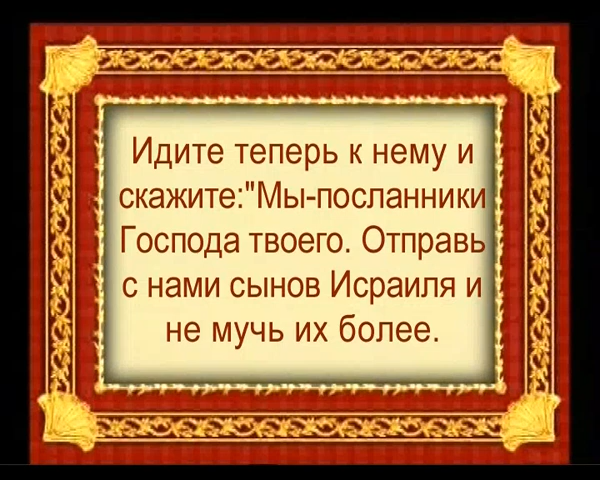 Идите теперь к нему и
скажите:"Мы-посланники
Господа твоего. Отправь
с нами сынов Исраиля и
не мучь их более.